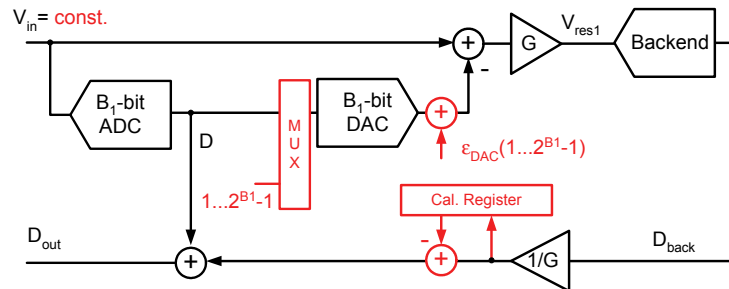 V_in= const.
G
V_res1
Backend
-
B_1-bit
ADC
D
MUX
B_1-bit
DAC
ε_DAC(1...2^B1-1)
1...2^B1-1
Cal. Register
-
D_out
1/G
D_back